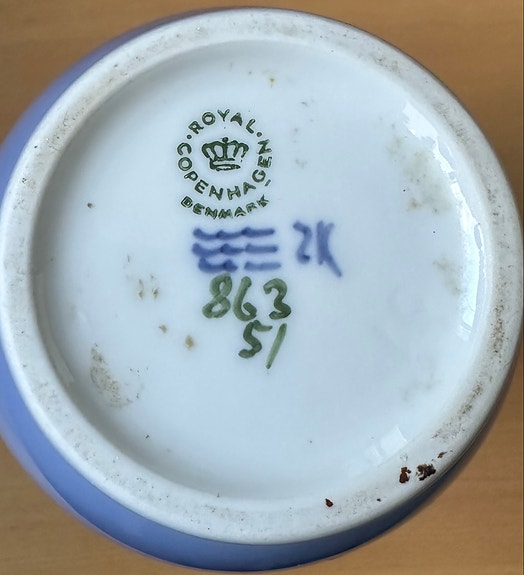 ROYAL
COPENHAGEN
DENMARK
2K
863
51